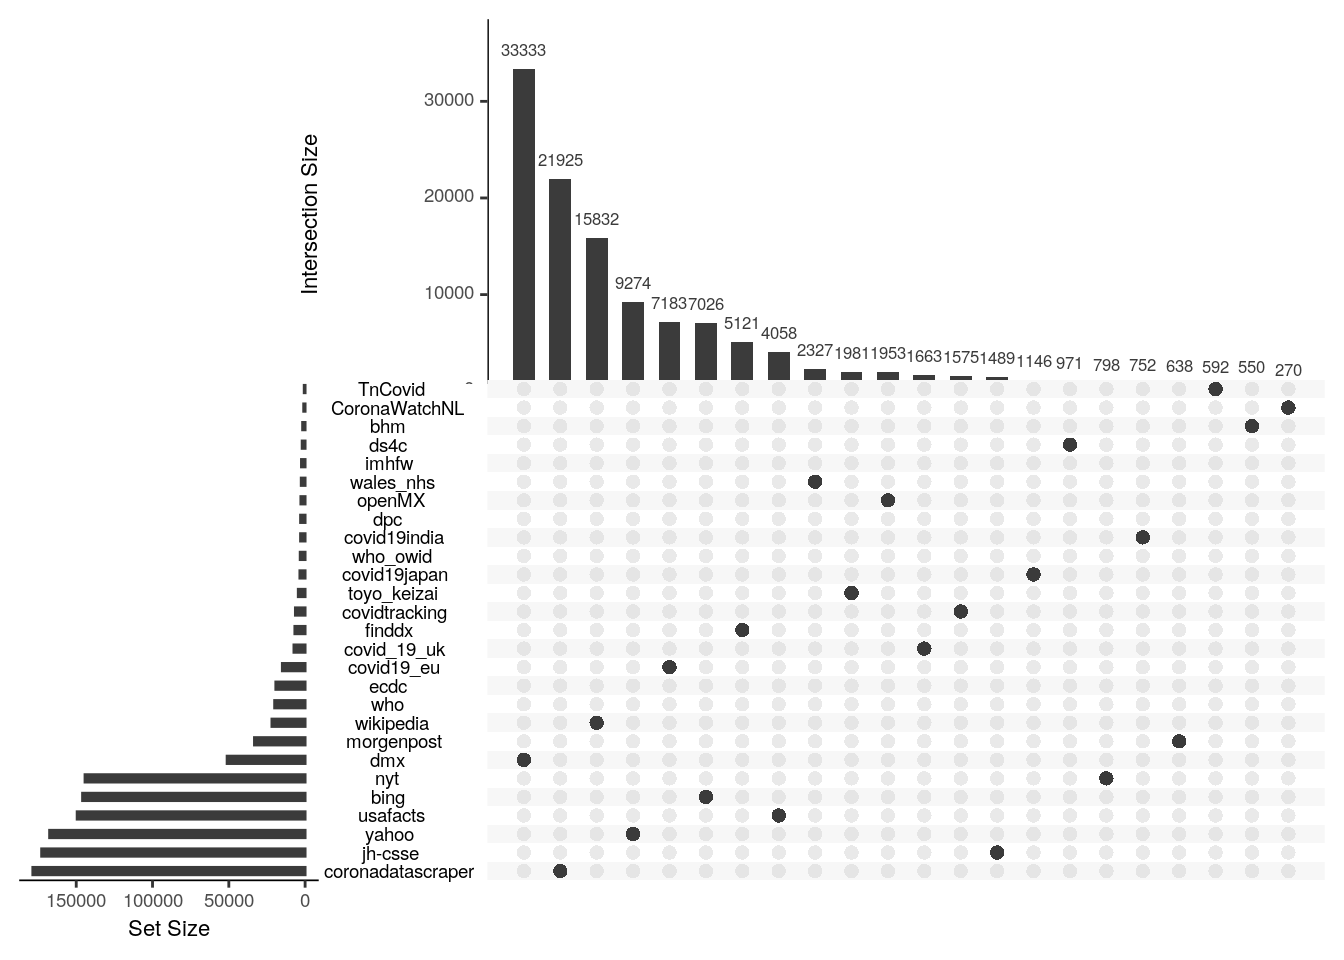 33333
21925
15832
9274
7183
7026
5121
4058
2327
1981
1953
1663
1575
1489
1146
971
798
752
638
592
550
270
30000
20000
10000
Intersection Size
TnCovid
CoronaWatchNL
bhm
ds4c
imhfw
wales_nhs
openMX
dpc
covid19india
who_owid
covid19japan
toyo_keizai
covidtracking
finddx
covid_19_uk
covid19_eu
ecdc
who
wikipedia
morgenpost
dmx
nyt
bing
usafacts
yahoo
jh-csse
coronadatascraper
150000 100000 50000 0
Set Size